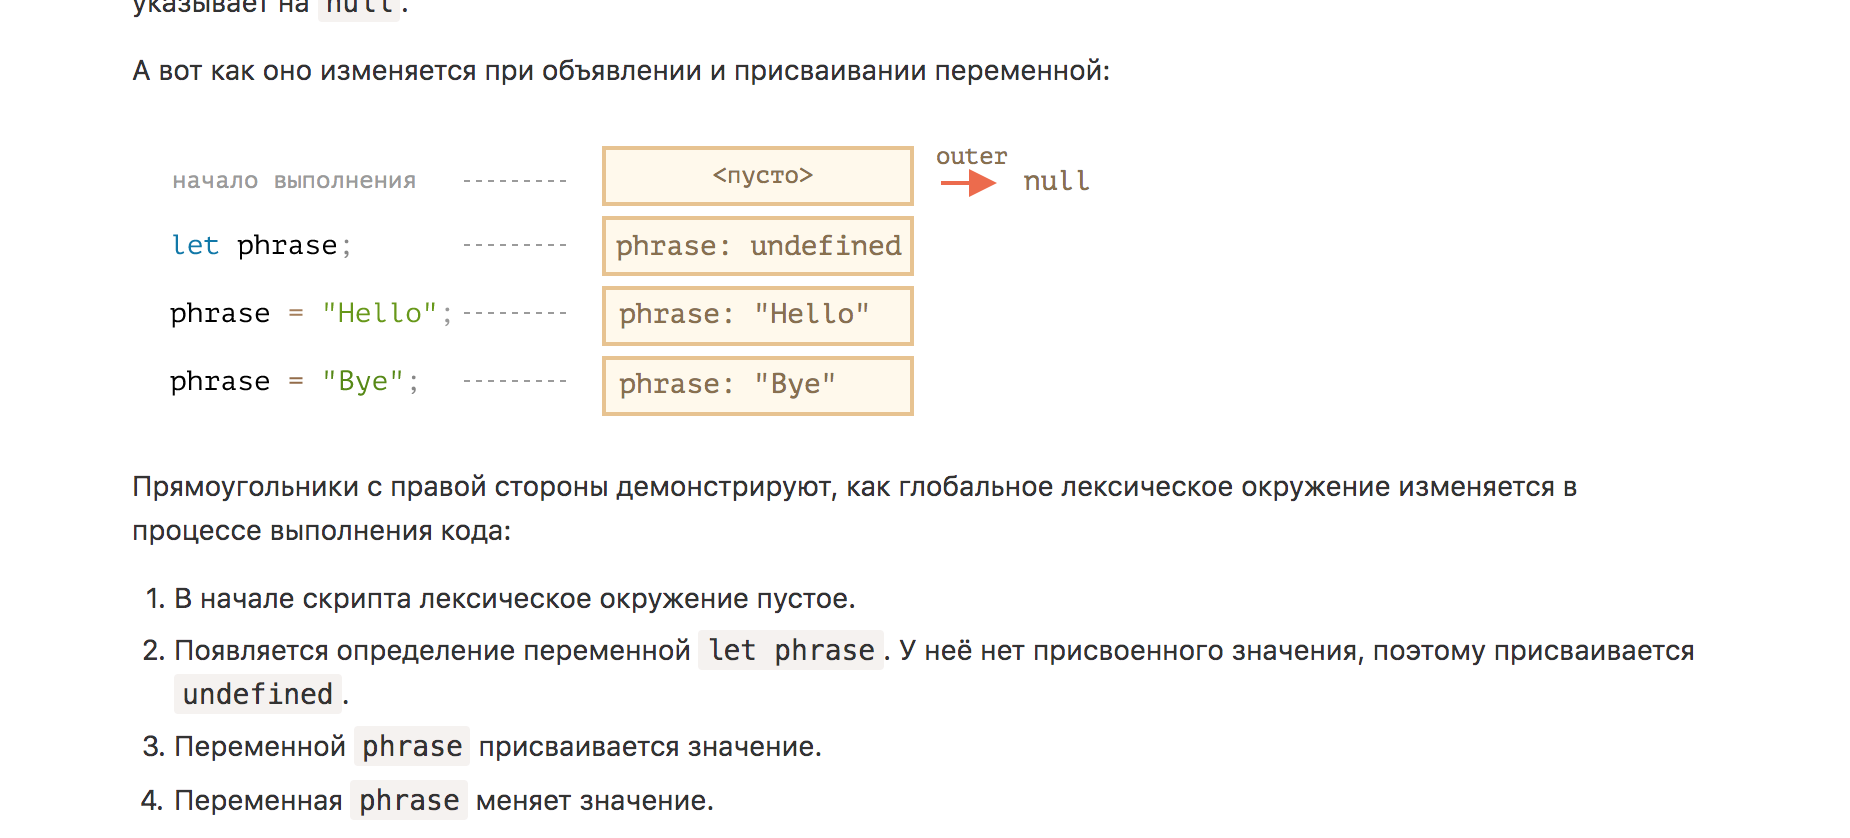 указывает на null.
А вот как оно изменяется при объявлении и присваивании переменной:
начало выполнения --------- <пусто> outer null
let phrase; --------- phrase: undefined
phrase = "Hello"; --------- phrase: "Hello"
phrase = "Bye"; --------- phrase: "Bye"
Прямоугольники с правой стороны демонстрируют, как глобальное лексическое окружение изменяется в
процессе выполнения кода:
1. В начале скрипта лексическое окружение пустое.
2. Появляется определение переменной let phrase. У неё нет присвоенного значения, поэтому присваивается
undefined.
3. Переменной phrase присваивается значение.
4. Переменная phrase меняет значение.